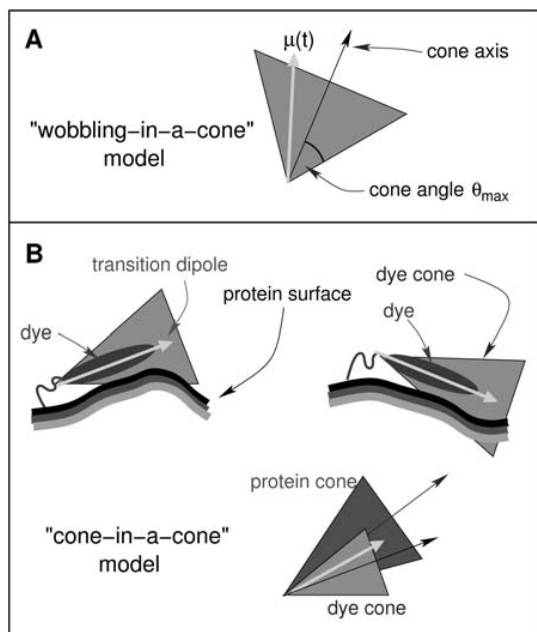 A
μ(t)
cone axis
"wobbling-in-a-cone"
model
cone angle θmax
B
transition dipole
dye cone
protein surface
dye
dye
protein cone
"cone-in-a-cone"
model
dye cone